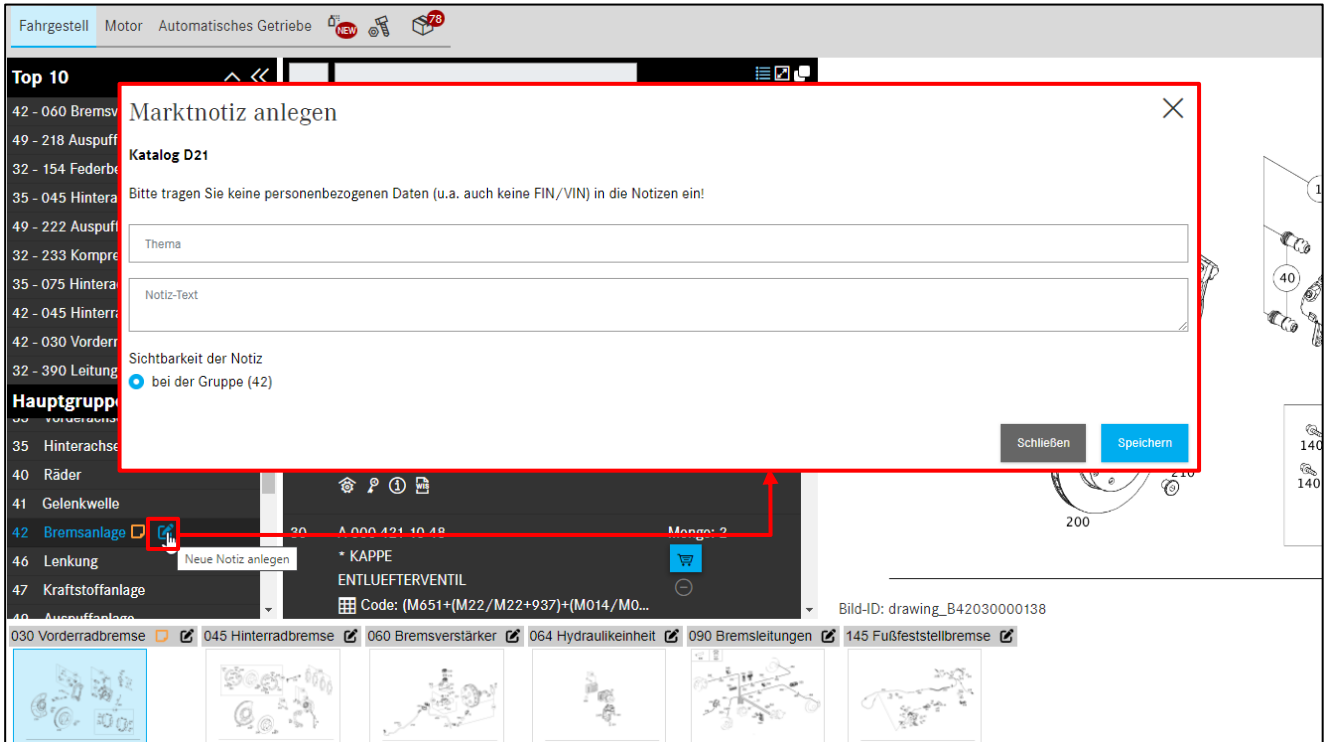 Fahrgestell Motor Automatisches Getriebe NEW 78
Top 10
42 - 060 Bremsv
49 - 218 Auspuff
32 - 154 Federbe
35 - 045 Hintera
49 - 222 Auspuff
32 - 233 Kompre
35 - 075 Hintera
42 - 045 Hinterra
42 - 030 Vorderr
32 - 390 Leitung
Hauptgruppe
35 Hinterachse
40 Räder
41 Gelenkwelle
42 Bremsanlage
Neue Notiz anlegen
46 Lenkung
47 Kraftstoffanlage
49 Auspuffanlage
Marktnotiz anlegen
Katalog D21
Bitte tragen Sie keine personenbezogenen Daten (u.a. auch keine FIN/VIN) in die Notizen ein!
Thema
Notiz-Text
Sichtbarkeit der Notiz
bei der Gruppe (42)
Schließen Speichern
WIS
30 A 000 421 10 48 Menge: 2
* KAPPE
ENTLUEFTERVENTIL
Code: (M651+(M22/M22+937)+(M014/M0...
40
140
140
210
200
Bild-ID: drawing_B42030000138
030 Vorderradbremse 045 Hinterradbremse 060 Bremsverstärker 064 Hydraulikeinheit 090 Bremsleitungen 145 Fußfeststellbremse